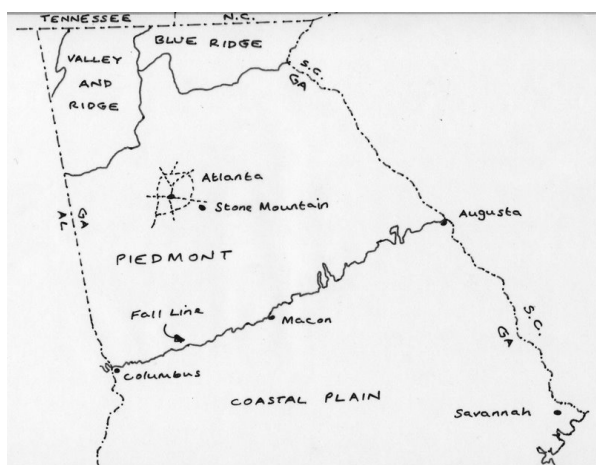 TENNESSEE
N.C.
BLUE RIDGE
VALLEY
AND
RIDGE
S.C.
GA
Atlanta
Stone Mountain
Augusta
GA
AL
PIEDMONT
Fall Line
Macon
S.C.
GA
Columbus
COASTAL PLAIN
Savannah